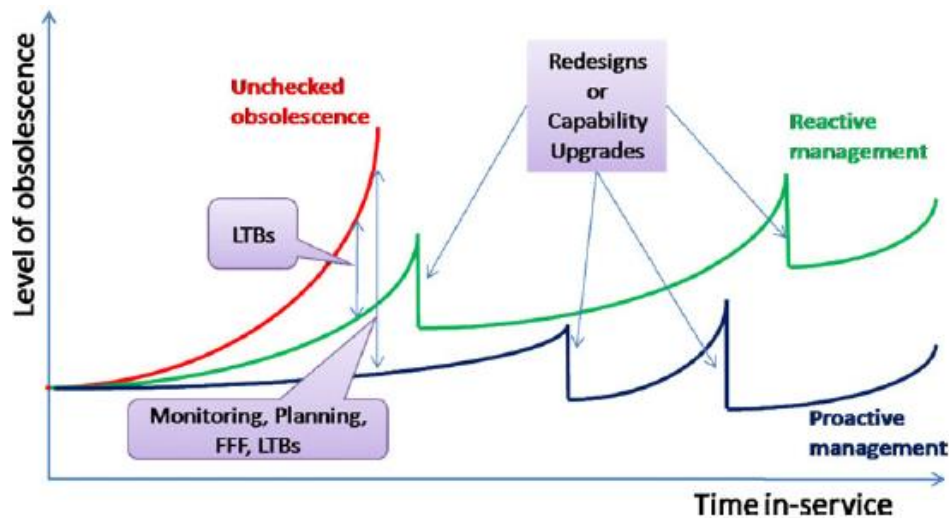 Level of obsolescence
Unchecked
obsolescence
Redesigns
or
Capability
Upgrades
Reactive
management
LTBs
Monitoring, Planning,
FFF, LTBs
Proactive
management
Time in-service